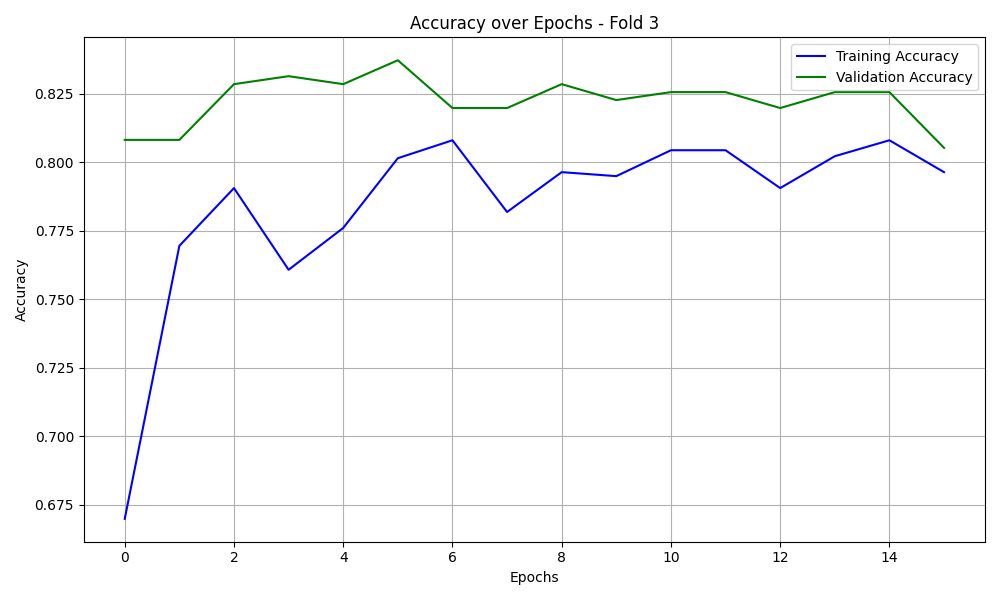 Accuracy over Epochs - Fold 3
Training Accuracy
Validation Accuracy
Accuracy
0.825
0.800
0.775
0.750
0.725
0.700
0.675
0 2 4 6 8 10 12 14
Epochs